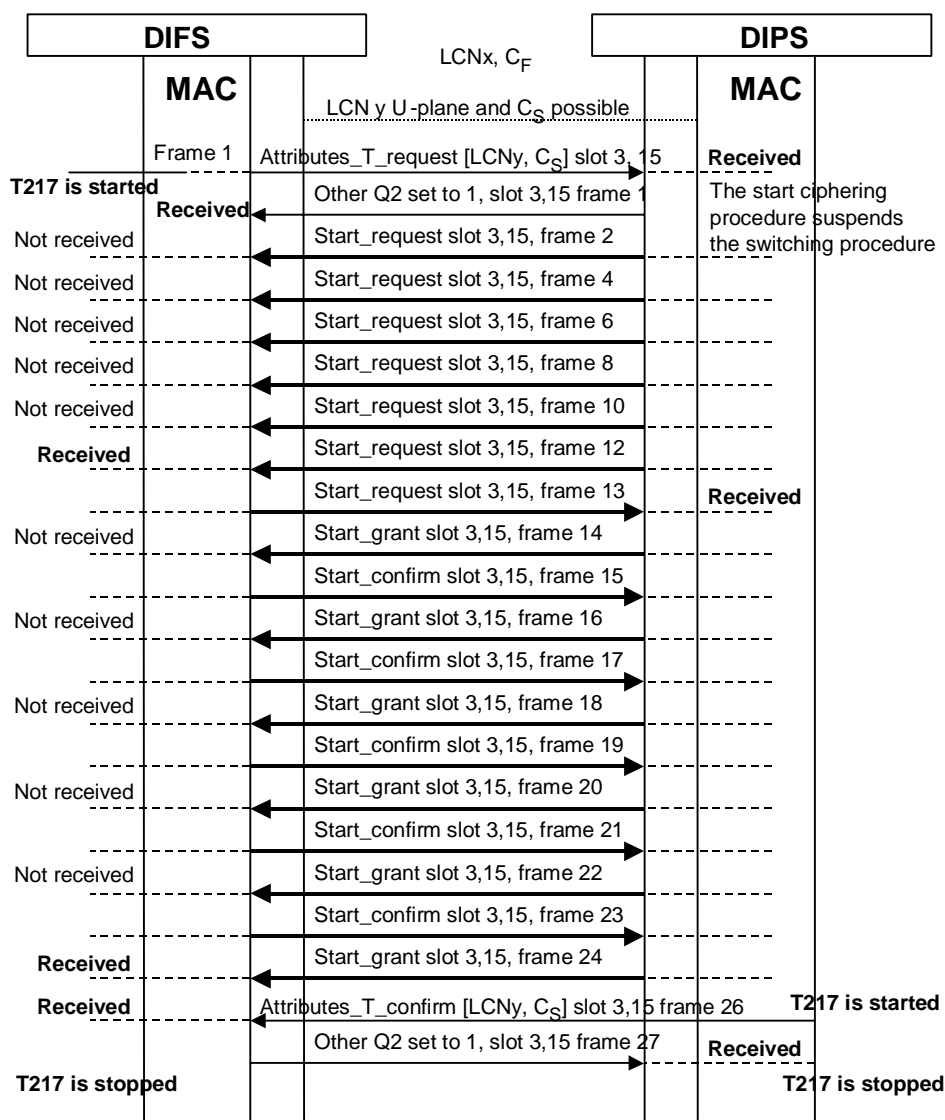 DIFS
DIPS
LCNx, CF
MAC
MAC
LCN y U-plane and CS possible
Frame 1
Attributes_T_request [LCNy, CS] slot 3, 15
Received
T217 is started
Other Q2 set to 1, slot 3,15 frame 1
Received
The start ciphering
procedure suspends
the switching procedure
Not received
Start_request slot 3,15, frame 2
Not received
Start_request slot 3,15, frame 4
Not received
Start_request slot 3,15, frame 6
Not received
Start_request slot 3,15, frame 8
Not received
Start_request slot 3,15, frame 10
Received
Start_request slot 3,15, frame 12
Start_request slot 3,15, frame 13
Received
Not received
Start_grant slot 3,15, frame 14
Start_confirm slot 3,15, frame 15
Not received
Start_grant slot 3,15, frame 16
Start_confirm slot 3,15, frame 17
Not received
Start_grant slot 3,15, frame 18
Start_confirm slot 3,15, frame 19
Not received
Start_grant slot 3,15, frame 20
Start_confirm slot 3,15, frame 21
Not received
Start_grant slot 3,15, frame 22
Start_confirm slot 3,15, frame 23
Received
Start_grant slot 3,15, frame 24
Received
Attributes_T_confirm [LCNy, CS] slot 3,15 frame 26
T217 is started
Other Q2 set to 1, slot 3,15 frame 27
Received
T217 is stopped
T217 is stopped